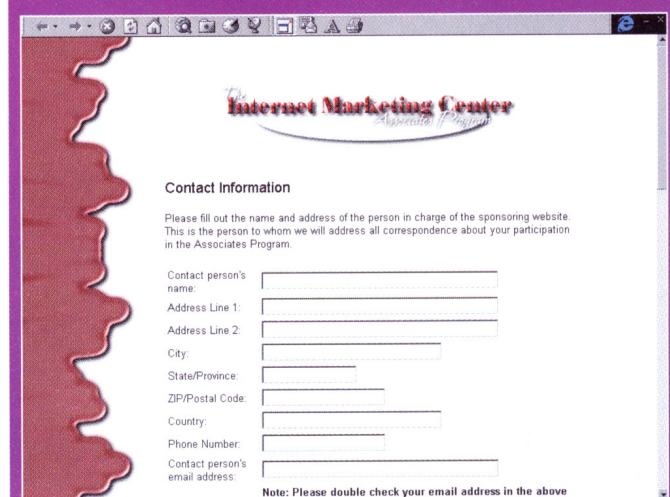 The
Internet Marketing Center
Associates Program
Contact Information
Please fill out the name and address of the person in charge of the sponsoring website.
This is the person to whom we will address all correspondence about your participation
in the Associates Program.
Contact person's
name:
Address Line 1:
Address Line 2:
City:
State/Province:
ZIP/Postal Code:
Country:
Phone Number:
Contact person's
email address:
Note: Please double check your email address in the above